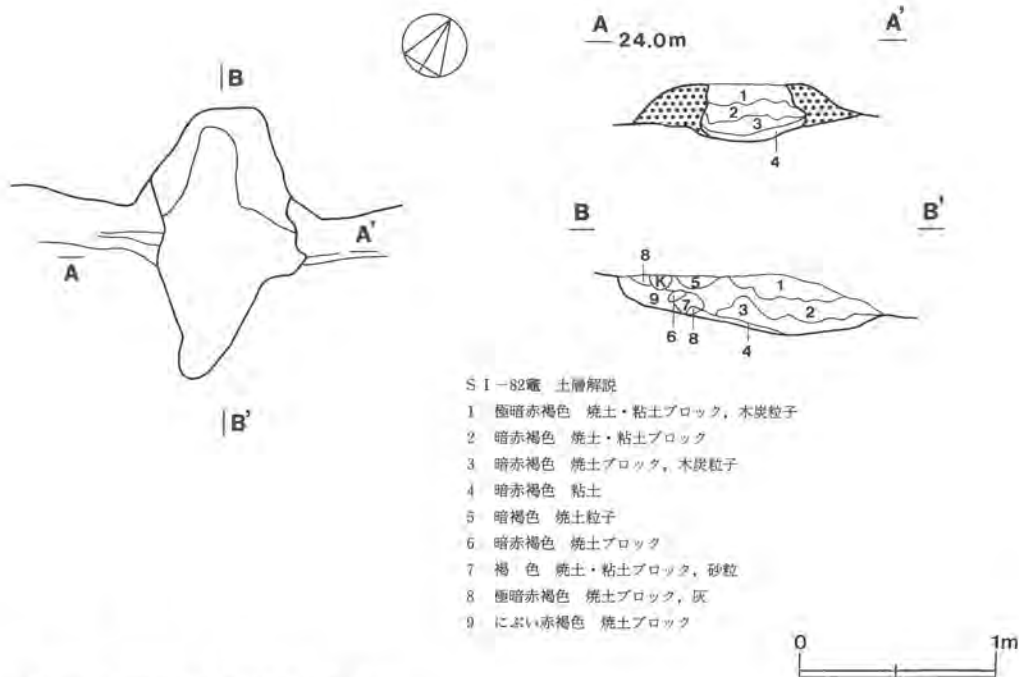 A 24.0m A'
B
1
2
3
4
A A'
B B'
8
K 5 1
9 7 3 2
6 8 4
B'
SI-82竈 土層解説
1 極暗赤褐色 焼土・粘土ブロック，木炭粒子
2 暗赤褐色 焼土・粘土ブロック
3 暗赤褐色 焼土ブロック，木炭粒子
4 暗赤褐色 粘土
5 暗褐色 焼土粒子
6 暗赤褐色 焼土ブロック
7 褐 色 焼土・粘土ブロック，砂粒
8 極暗赤褐色 焼土ブロック，灰
9 にぶい赤褐色 焼土ブロック
0 1m